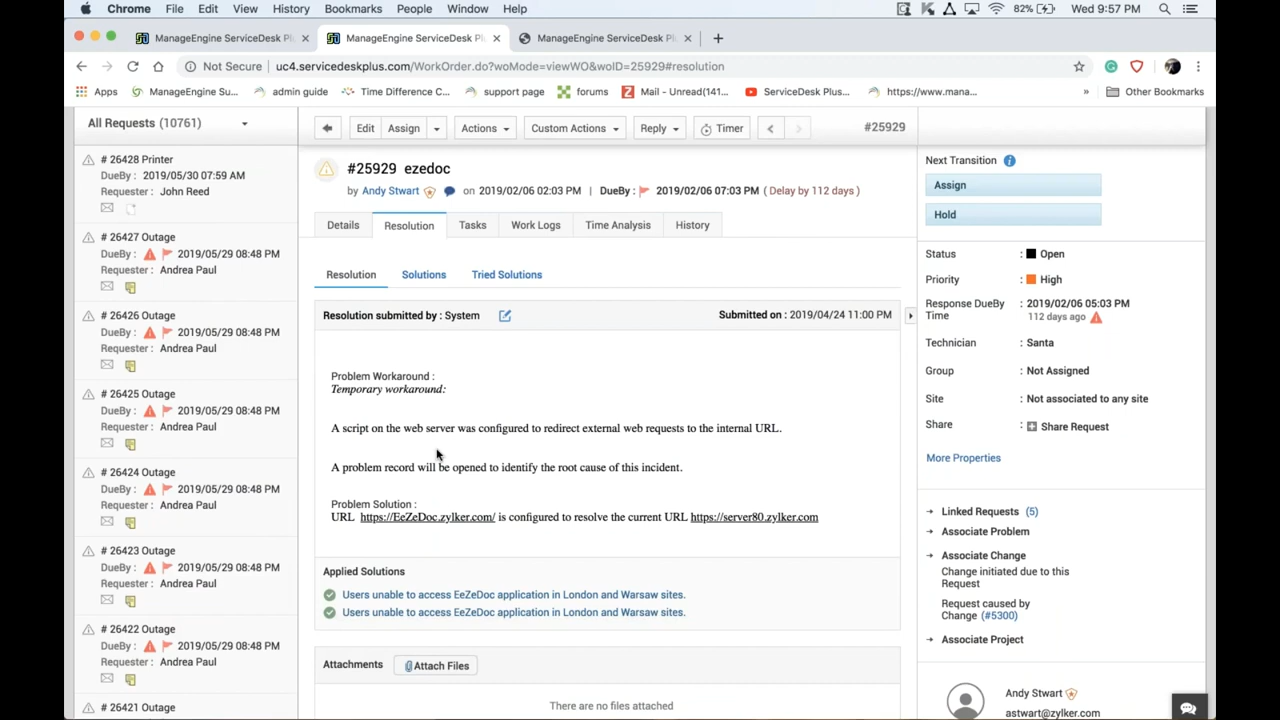 Chrome File Edit View History Bookmarks People Window Help 82% Wed 9:57 PM
ManageEngine ServiceDesk Plu ManageEngine ServiceDesk Plu ManageEngine ServiceDesk Pl
Not Secure uc4.servicedeskplus.com/WorkOrder.do?woMode=viewWO&woID=25929#resolution
Apps ManageEngine Su... admin guide Time Difference C... support page forums Mail - Unread(141... ServiceDesk Plus... https://www.mana... » Other Bookmarks
All Requests (10761)
# 26428 Printer
DueBy : 2019/05/30 07:59 AM
Requester : John Reed
# 26427 Outage
DueBy : 2019/05/29 08:48 PM
Requester : Andrea Paul
# 26426 Outage
DueBy : 2019/05/29 08:48 PM
Requester : Andrea Paul
# 26425 Outage
DueBy : 2019/05/29 08:48 PM
Requester : Andrea Paul
# 26424 Outage
DueBy : 2019/05/29 08:48 PM
Requester : Andrea Paul
# 26423 Outage
DueBy : 2019/05/29 08:48 PM
Requester : Andrea Paul
# 26422 Outage
DueBy : 2019/05/29 08:48 PM
Requester : Andrea Paul
# 26421 Outage
Edit Assign Actions Custom Actions Reply Timer #25929
#25929 ezedoc
by Andy Stwart on 2019/02/06 02:03 PM | DueBy : 2019/02/06 07:03 PM ( Delay by 112 days )
Details Resolution Tasks Work Logs Time Analysis History
Resolution Solutions Tried Solutions
Resolution submitted by : System Submitted on : 2019/04/24 11:00 PM
Problem Workaround :
Temporary workaround:
A script on the web server was configured to redirect external web requests to the internal URL.
A problem record will be opened to identify the root cause of this incident.
Problem Solution :
URL https://EeZeDoc.zylker.com/ is configured to resolve the current URL https://server80.zylker.com
Applied Solutions
Users unable to access EeZeDoc application in London and Warsaw sites.
Users unable to access EeZeDoc application in London and Warsaw sites.
Attachments Attach Files
There are no files attached
Next Transition
Assign
Hold
Status : Open
Priority : High
Response DueBy Time : 2019/02/06 05:03 PM
112 days ago
Technician : Santa
Group : Not Assigned
Site : Not associated to any site
Share : Share Request
More Properties
Linked Requests (5)
Associate Problem
Associate Change
Change initiated due to this
Request
Request caused by
Change (#5300)
Associate Project
Andy Stwart
astwart@zylker.com